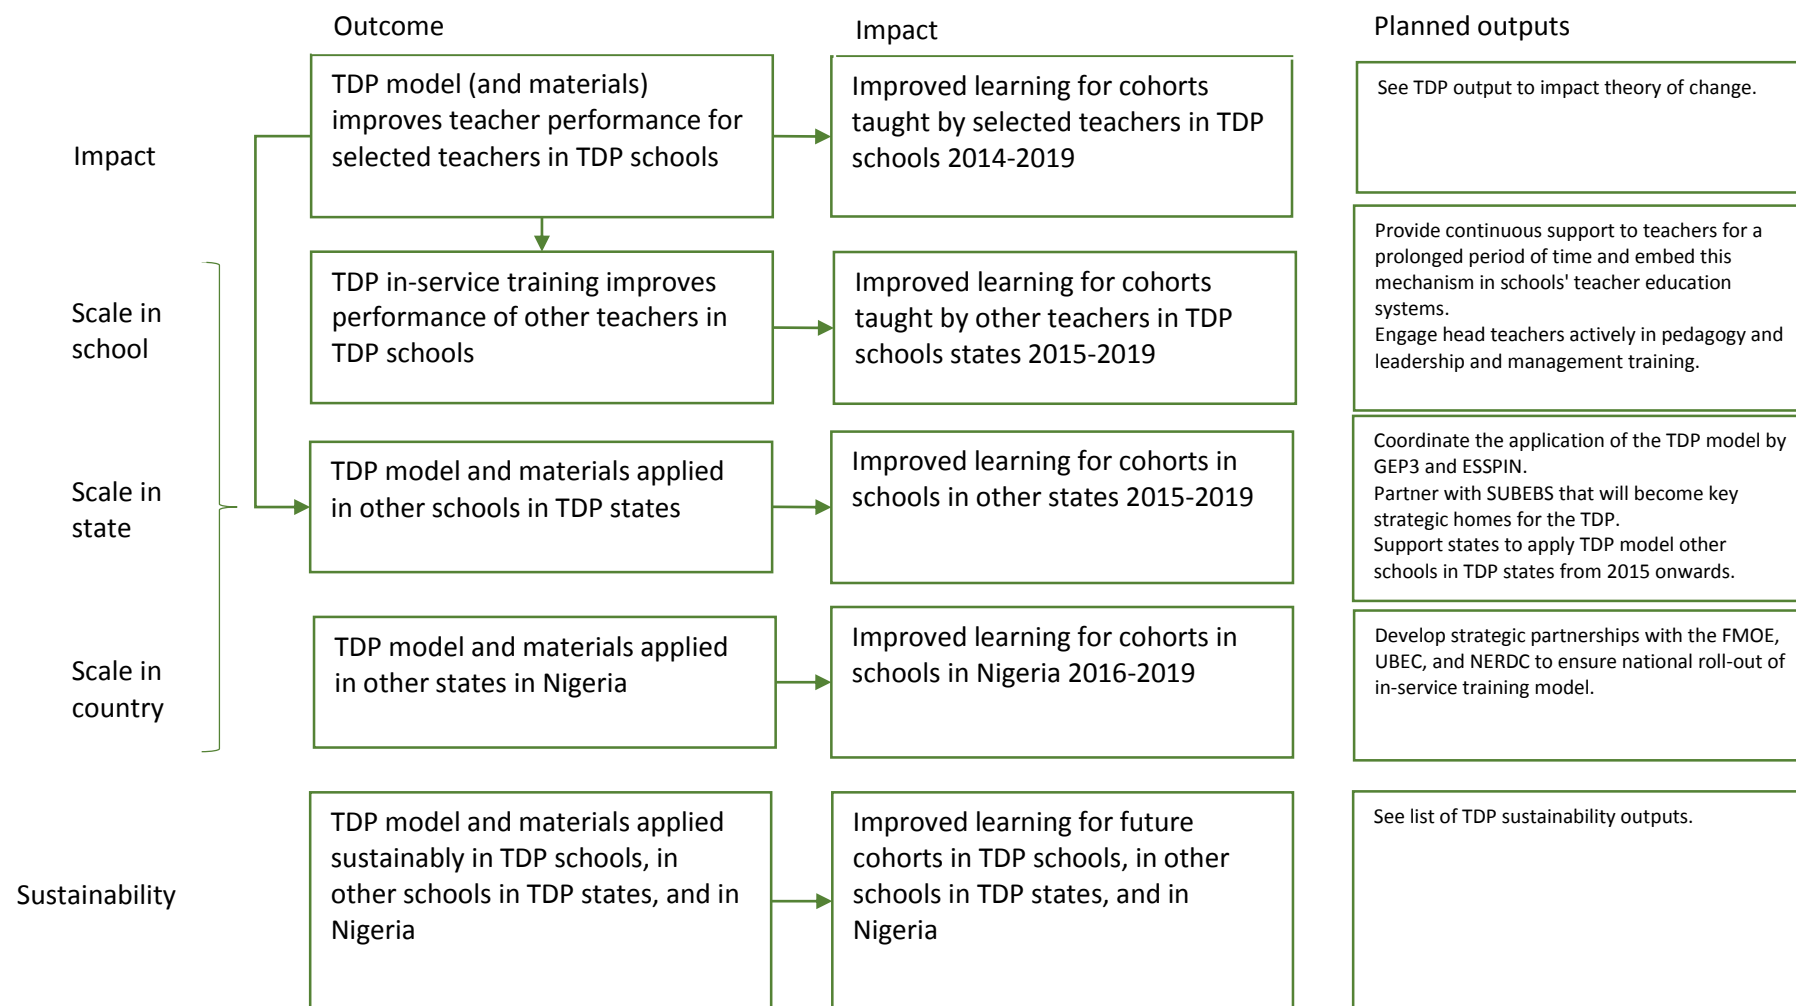 Outcome
Impact
Planned outputs
Impact
TDP model (and materials)
improves teacher performance for
selected teachers in TDP schools
Improved learning for cohorts
taught by selected teachers in TDP
schools 2014-2019
See TDP output to impact theory of change.
Scale in
school
TDP in-service training improves
performance of other teachers in
TDP schools
Improved learning for cohorts
taught by other teachers in TDP
schools states 2015-2019
Provide continuous support to teachers for a
prolonged period of time and embed this
mechanism in schools' teacher education
systems.
Engage head teachers actively in pedagogy and
leadership and management training.
Scale in
state
TDP model and materials applied
in other schools in TDP states
Improved learning for cohorts in
schools in other states 2015-2019
Coordinate the application of the TDP model by
GEP3 and ESSPIN.
Partner with SUBEBS that will become key
strategic homes for the TDP.
Support states to apply TDP model other
schools in TDP states from 2015 onwards.
Scale in
country
TDP model and materials applied
in other states in Nigeria
Improved learning for cohorts in
schools in Nigeria 2016-2019
Develop strategic partnerships with the FMOE,
UBEC, and NERDC to ensure national roll-out of
in-service training model.
Sustainability
TDP model and materials applied
sustainably in TDP schools, in
other schools in TDP states, and in
Nigeria
Improved learning for future
cohorts in TDP schools, in other
schools in TDP states, and in
Nigeria
See list of TDP sustainability outputs.